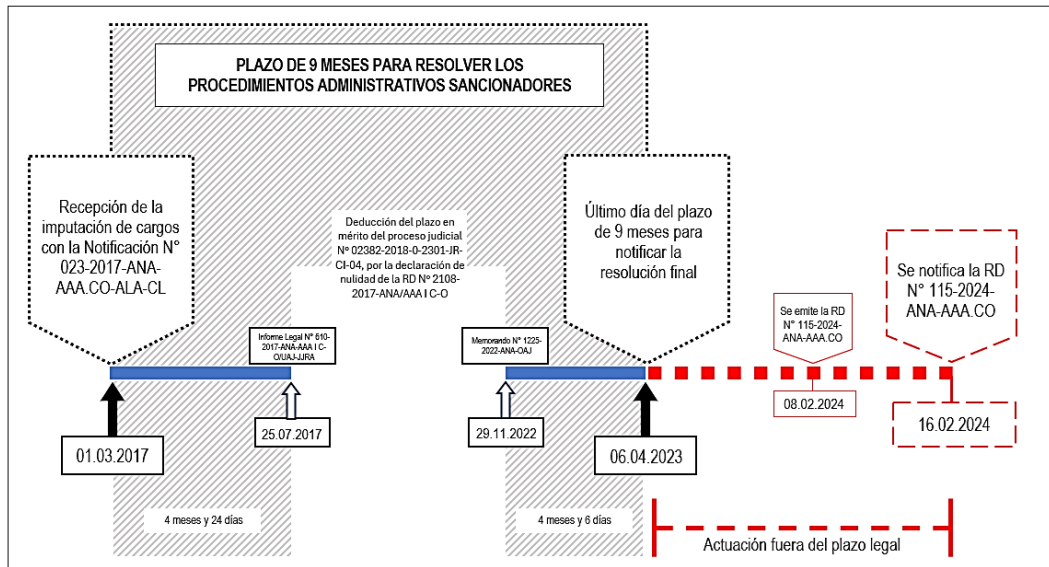 PLAZO DE 9 MESES PARA RESOLVER LOS
PROCEDIMIENTOS ADMINISTRATIVOS SANCIONADORES
Recepción de la
imputación de cargos
con la Notificación N°
023-2017-ANA-
AAA.CO-ALA-CL
Deducción del plazo en
mérito del proceso judicial
Nº 02382-2018-0-2301-JR-
CI-04, por la declaración de
nulidad de la RD Nº 2108-
2017-ANA/AAA I C-O
Último día del plazo
de 9 meses para
notificar la
resolución final
Se emite la RD
N° 115-2024-
ANA-AAA.CO
Se notifica la RD
N° 115-2024-
ANA-AAA.CO
Informe Legal N° 610-
2017-ANA-AAA I C-
O/UAJ-JJRA
Memorando N° 1225-
2022-ANA-OAJ
01.03.2017
25.07.2017
29.11.2022
06.04.2023
08.02.2024
16.02.2024
4 meses y 24 días
4 meses y 6 días
Actuación fuera del plazo legal